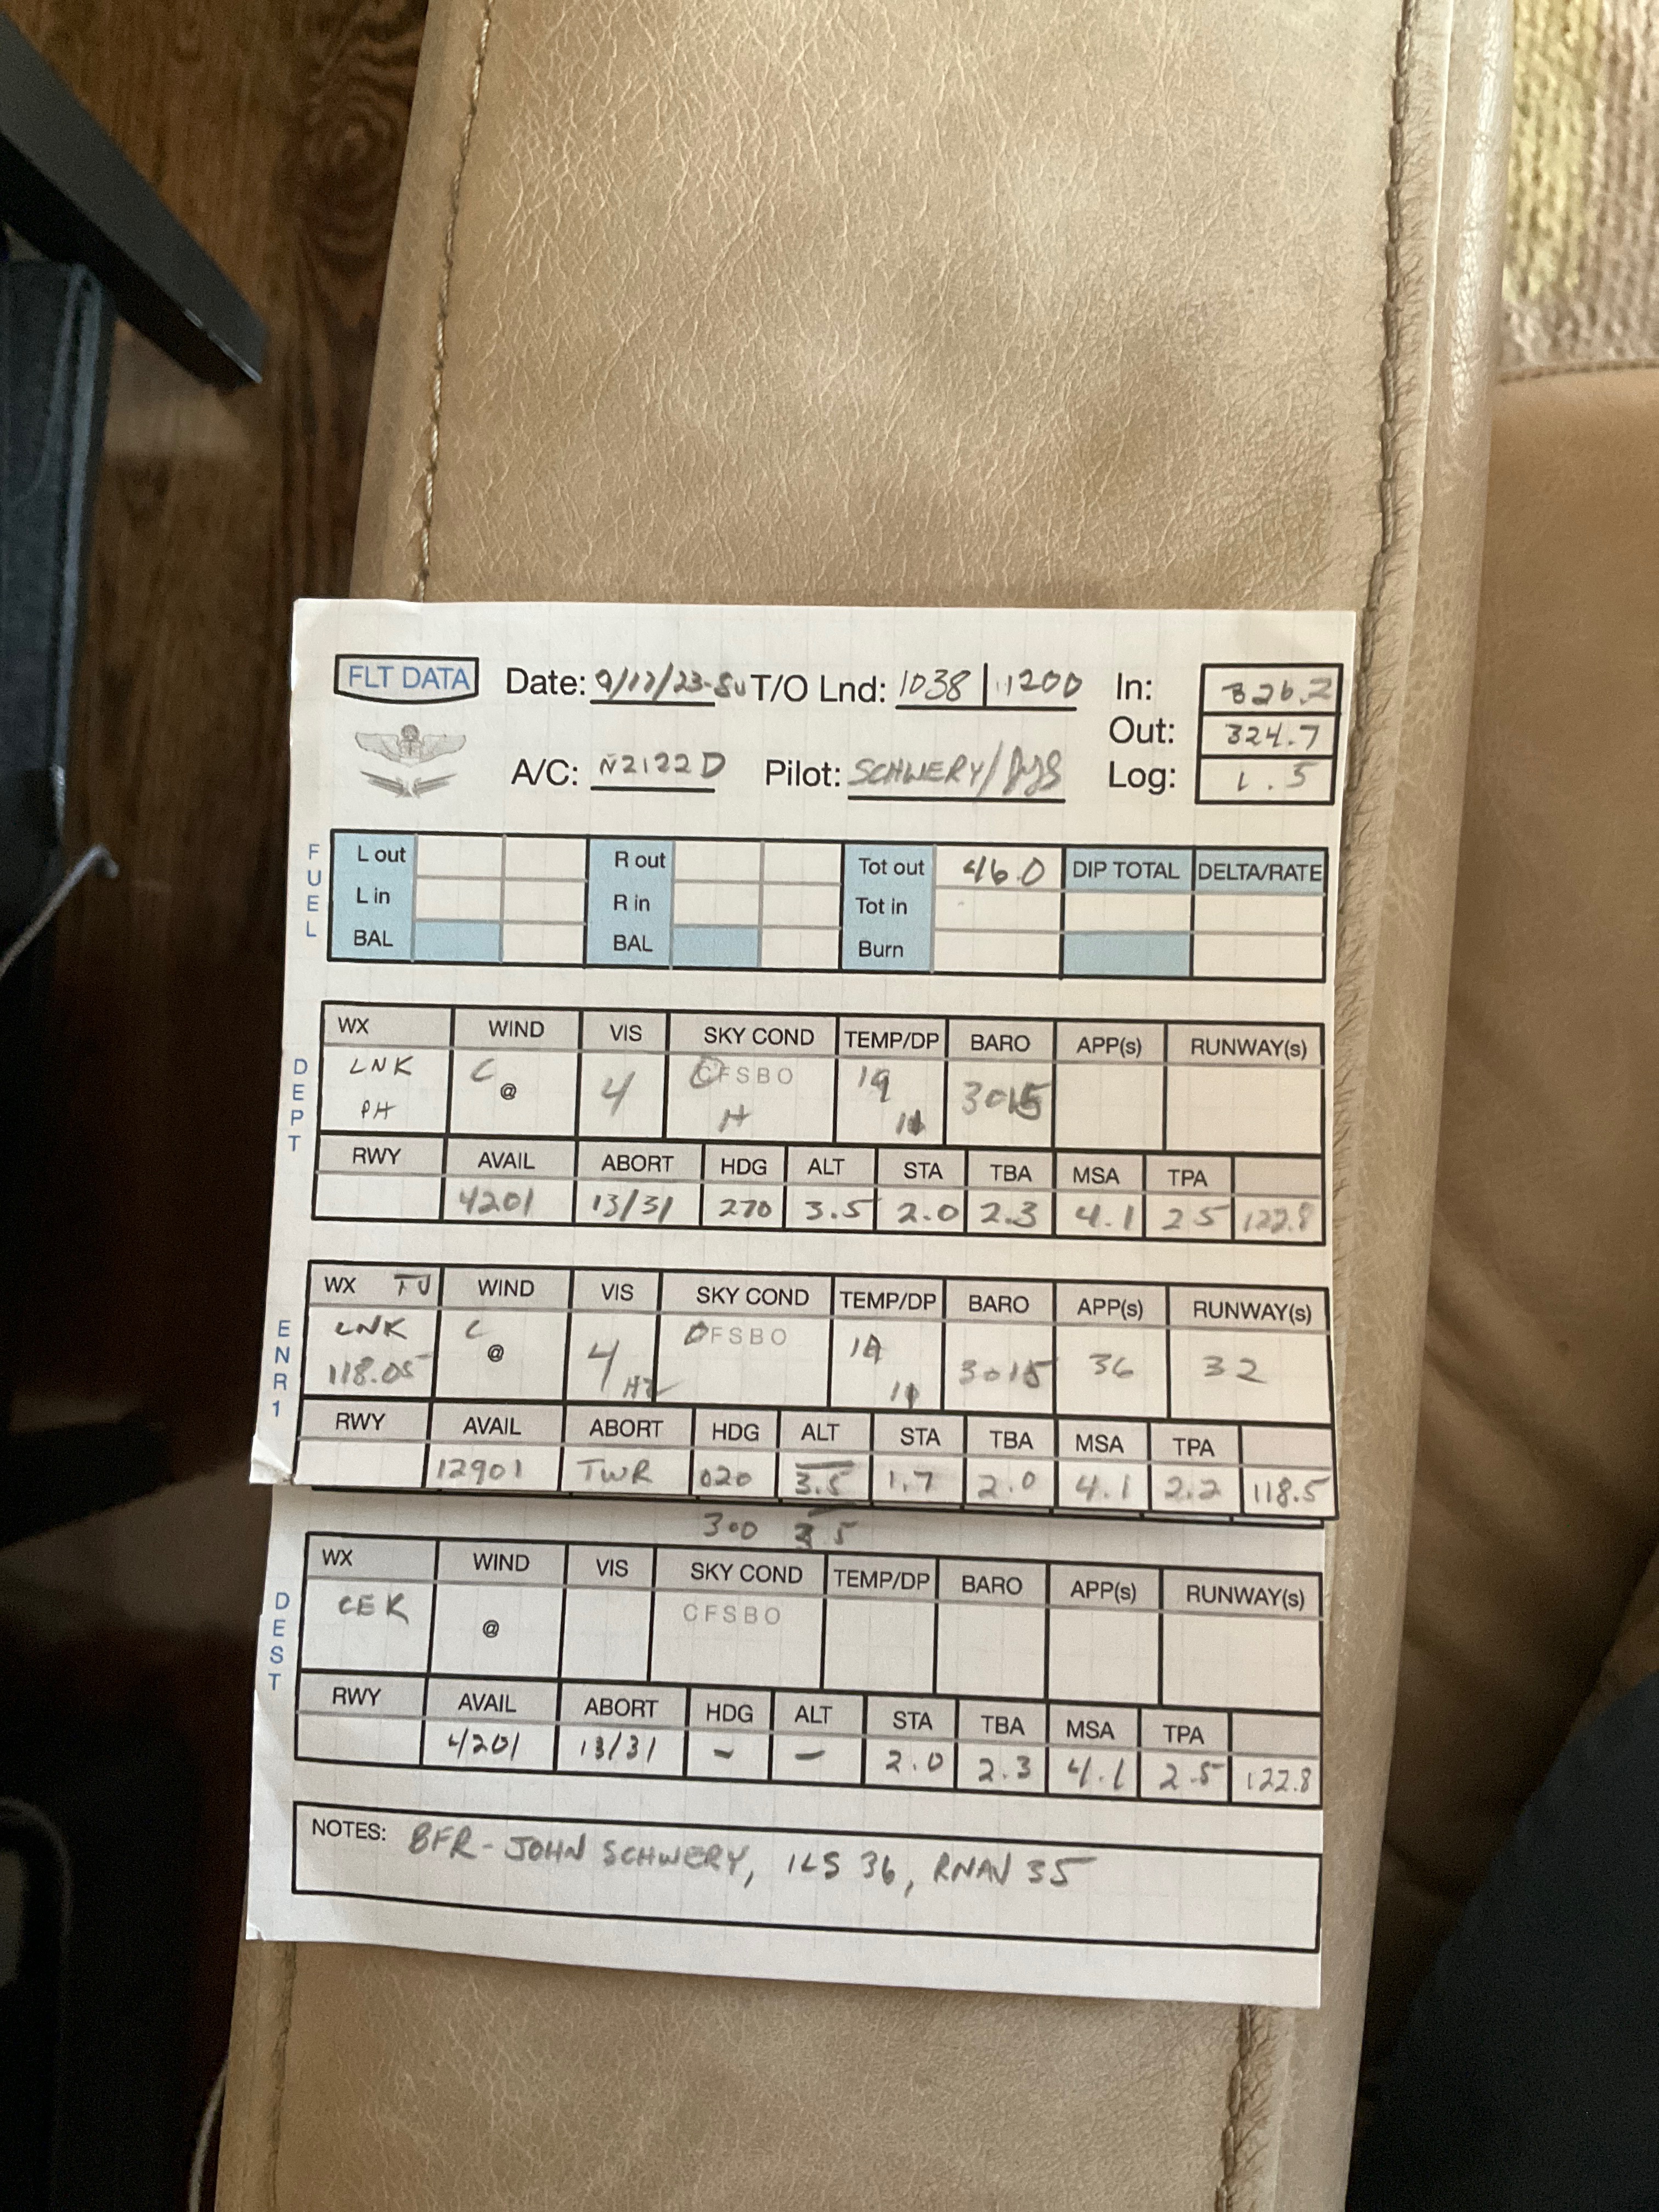 FLT DATA Date: 9/17/23-SU T/O Lnd: 1038 | 1200 In: 326.2
Out: 324.7
A/C: N2122D Pilot: SCHWERY/ Log: 1.5
FUEL
L out R out Tot out 46.0 DIP TOTAL DELTA/RATE
L in R in Tot in
BAL BAL Burn
DEPT
WX WIND VIS SKY COND TEMP/DP BARO APP(s) RUNWAY(s)
LNK C @ 4 CFSBO 19 3015
PH H 11
RWY AVAIL ABORT HDG ALT STA TBA MSA TPA
4201 13/31 270 3.5 2.0 2.3 4.1 25 122.8
ENR1
WX TU WIND VIS SKY COND TEMP/DP BARO APP(s) RUNWAY(s)
LNK C @ 4 CFSBO 19 3015 36 32
118.05 HZ 11
RWY AVAIL ABORT HDG ALT STA TBA MSA TPA
12901 TWR 020 3.5 1.7 2.0 4.1 2.2 118.5
300 3.5
DEST
WX WIND VIS SKY COND TEMP/DP BARO APP(s) RUNWAY(s)
CEK @ CFSBO
RWY AVAIL ABORT HDG ALT STA TBA MSA TPA
4201 13/31 - - 2.0 2.3 4.1 2.5 122.8
NOTES: BFR-JOHN SCHWERY, ILS 36, RNAV 35